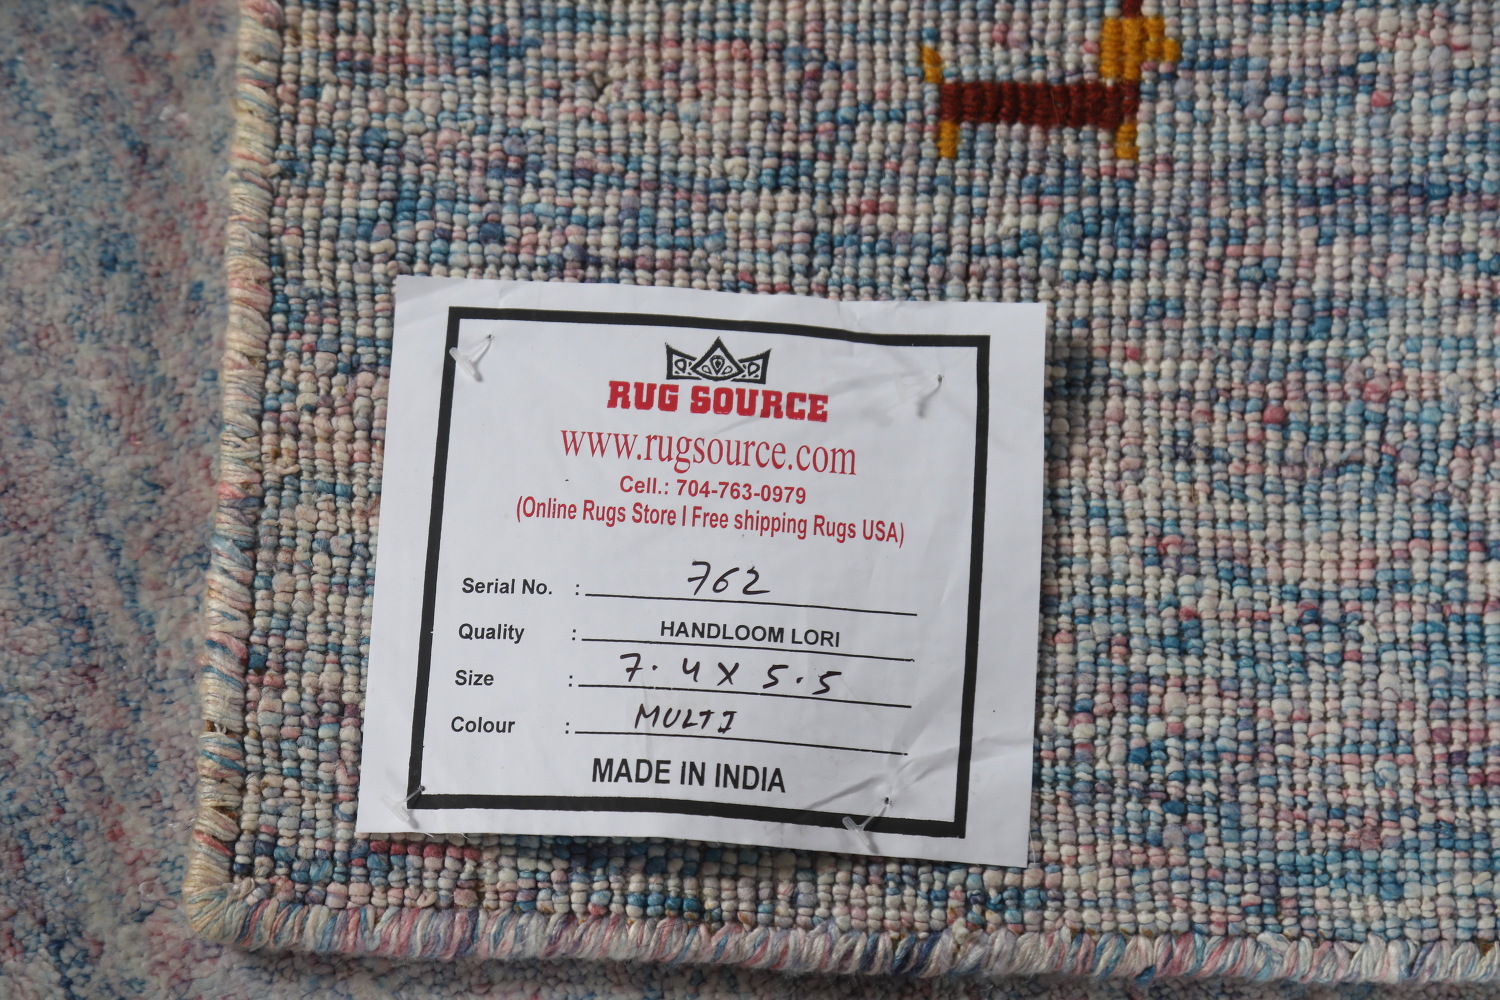 RUG SOURCE
www.rugsource.com
Cell.: 704-763-0979
(Online Rugs Store | Free shipping Rugs USA)
Serial No. : 762
Quality : HANDLOOM LORI
Size : 7.4 X 5.5
Colour : MULTI
MADE IN INDIA